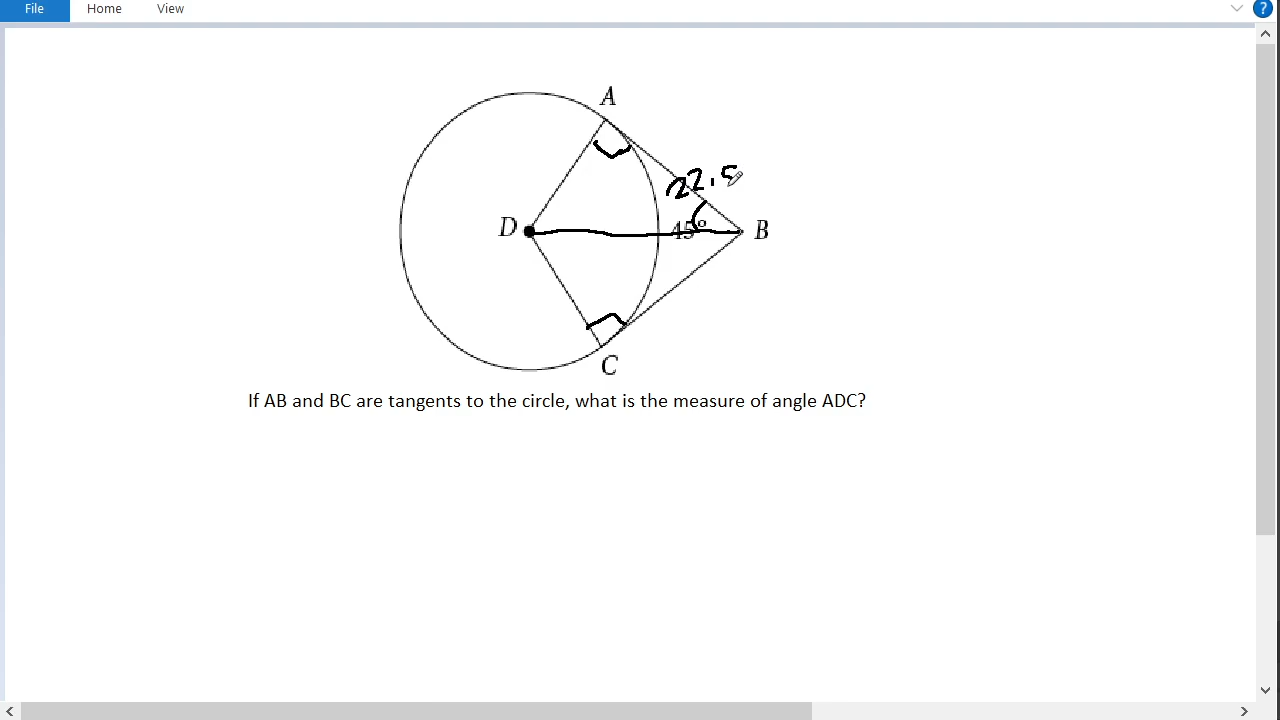 File Home View ?
A
22.5
D 45° B
C
If AB and BC are tangents to the circle, what is the measure of angle ADC?